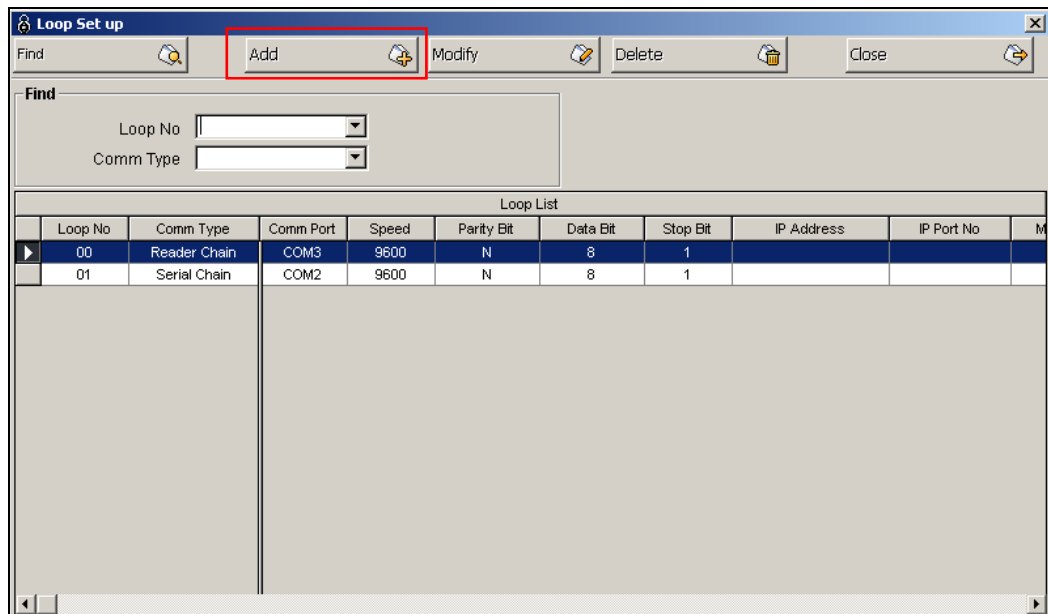 Loop Set up
Find Add Modify Delete Close
Find
Loop No
Comm Type
Loop List
Loop No Comm Type Comm Port Speed Parity Bit Data Bit Stop Bit IP Address IP Port No M
00 Reader Chain COM3 9600 N 8 1
01 Serial Chain COM2 9600 N 8 1